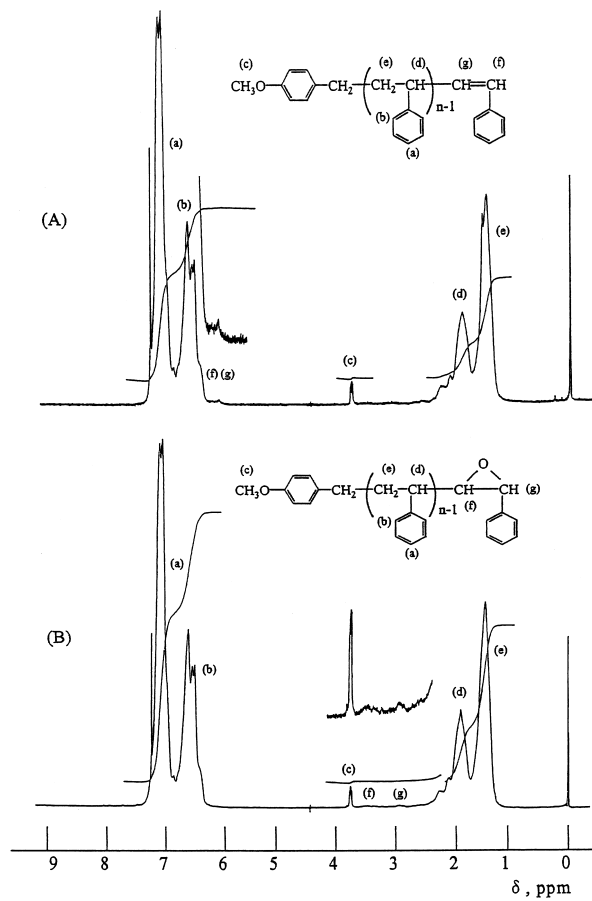 (c) (e) (d) (g) (f)
CH3O CH2 CH2 CH CH CH
(b) n-1
(a)
(a)
(A) (b)
(e)
(d)
(c)
(f) (g)
O
(c) (e) (d) (g)
CH3O CH2 CH2 CH CH CH
(b) n-1 (f)
(a)
(a)
(B)
(b)
(e)
(d)
(c)
(f) (g)
9 8 7 6 5 4 3 2 1 0
δ , ppm